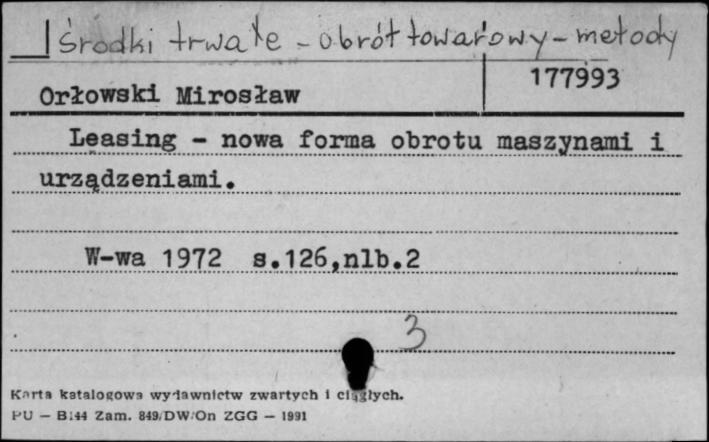 środki trwałe - obrót towarowy - metody
177993
Orłowski Mirosław
Leasing - nowa forma obrotu maszynami i
urządzeniami.
W-wa 1972 s.126,nlb.2
3
Karta katalogowa wydawnictw zwartych i ciągłych.
PU — B144 Zam. 849/DW/On ZGG — 1991